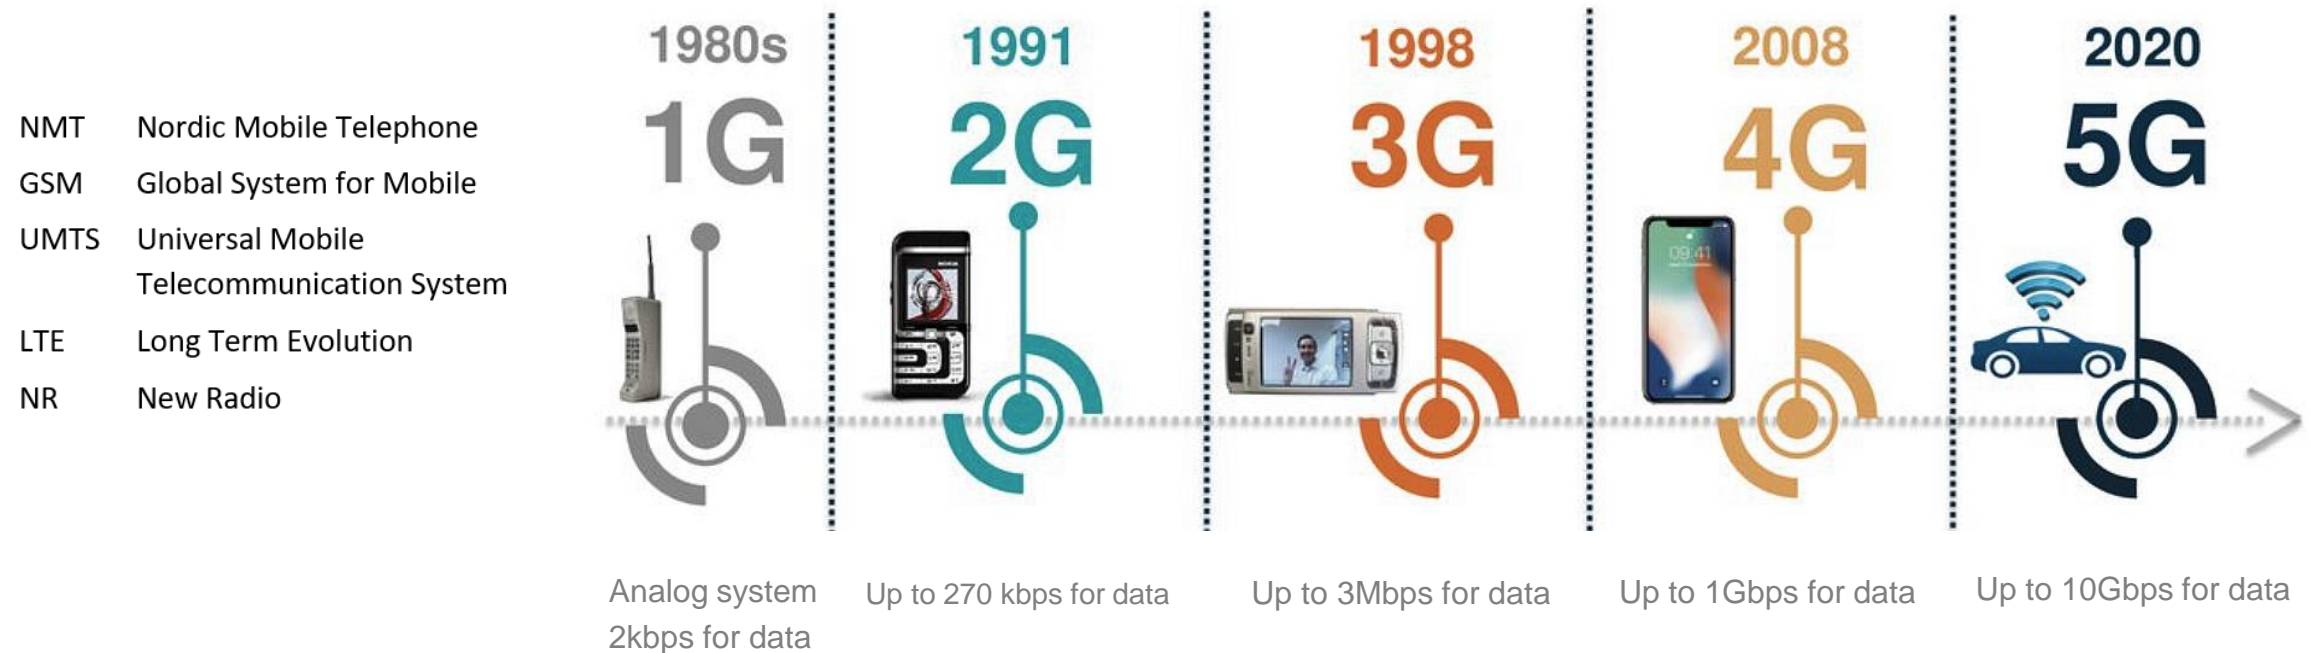 NMT Nordic Mobile Telephone
GSM Global System for Mobile
UMTS Universal Mobile
Telecommunication System
LTE Long Term Evolution
NR New Radio
1980s
1G
1991
2G
1998
3G
2008
4G
2020
5G
NOKIA
09:41
Analog system
2kbps for data
Up to 270 kbps for data
Up to 3Mbps for data
Up to 1Gbps for data
Up to 10Gbps for data